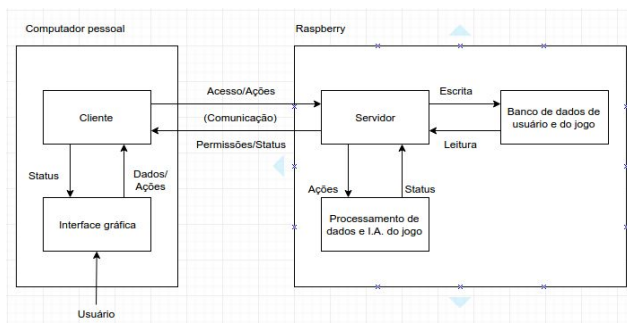 Computador pessoal
Raspberry
Acesso/Ações
Escrita
Cliente
(Comunicação)
Servidor
Banco de dados de
usuário e do jogo
Permissões/Status
Leitura
Status
Dados/
Ações
Ações
Status
Interface gráfica
Processamento de
dados e I.A. do jogo
Usuário